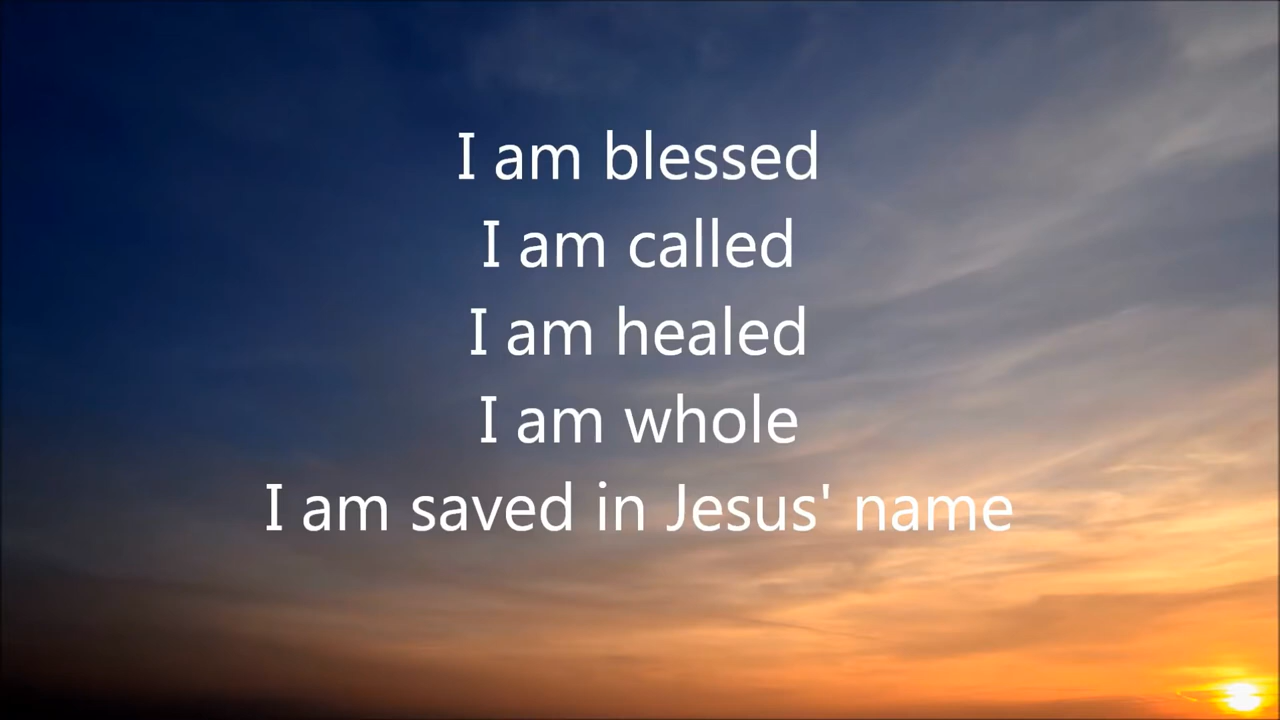 I am blessed
I am called
I am healed
I am whole
I am saved in Jesus' name